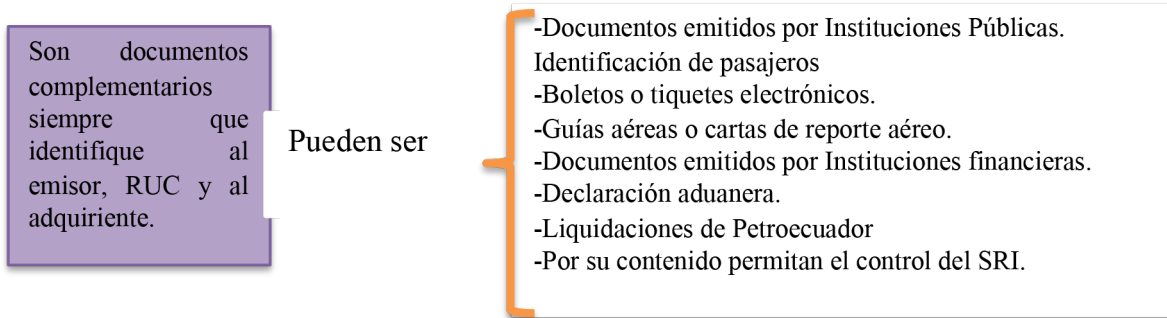 Son documentos
complementarios
siempre que
identifique al
emisor, RUC y al
adquiriente.
Pueden ser
-Documentos emitidos por Instituciones Públicas.
Identificación de pasajeros
-Boletos o tiquetes electrónicos.
-Guías aéreas o cartas de reporte aéreo.
-Documentos emitidos por Instituciones financieras.
-Declaración aduanera.
-Liquidaciones de Petroecuador
-Por su contenido permitan el control del SRI.